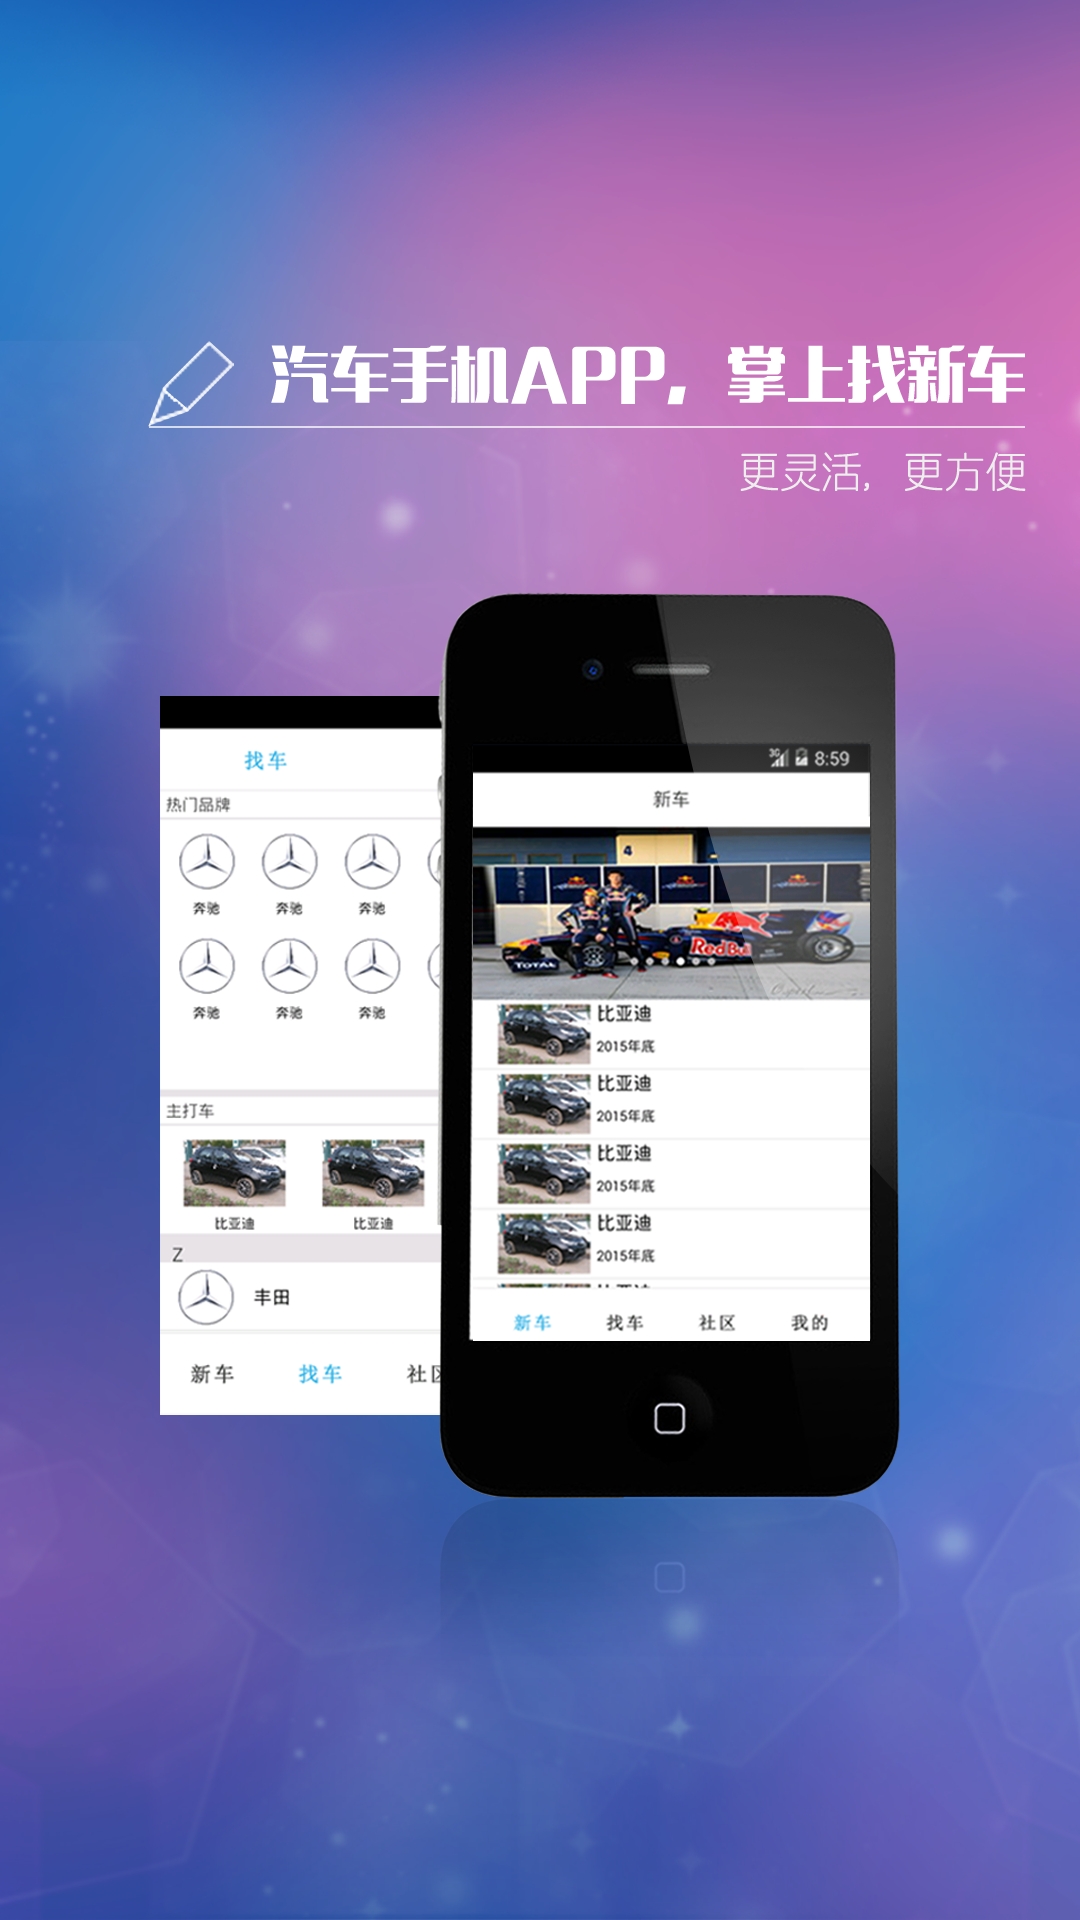 汽车手机APP，掌上找新车
更灵活，更方便
找车
热门品牌
奔驰 奔驰 奔驰
奔驰 奔驰 奔驰
主打车
比亚迪 比亚迪
Z
丰田
新车 找车 社区
3G 8:59
新车
4
TOTAL RedBull
比亚迪
2015年底
比亚迪
2015年底
比亚迪
2015年底
比亚迪
2015年底
新车 找车 社区 我的